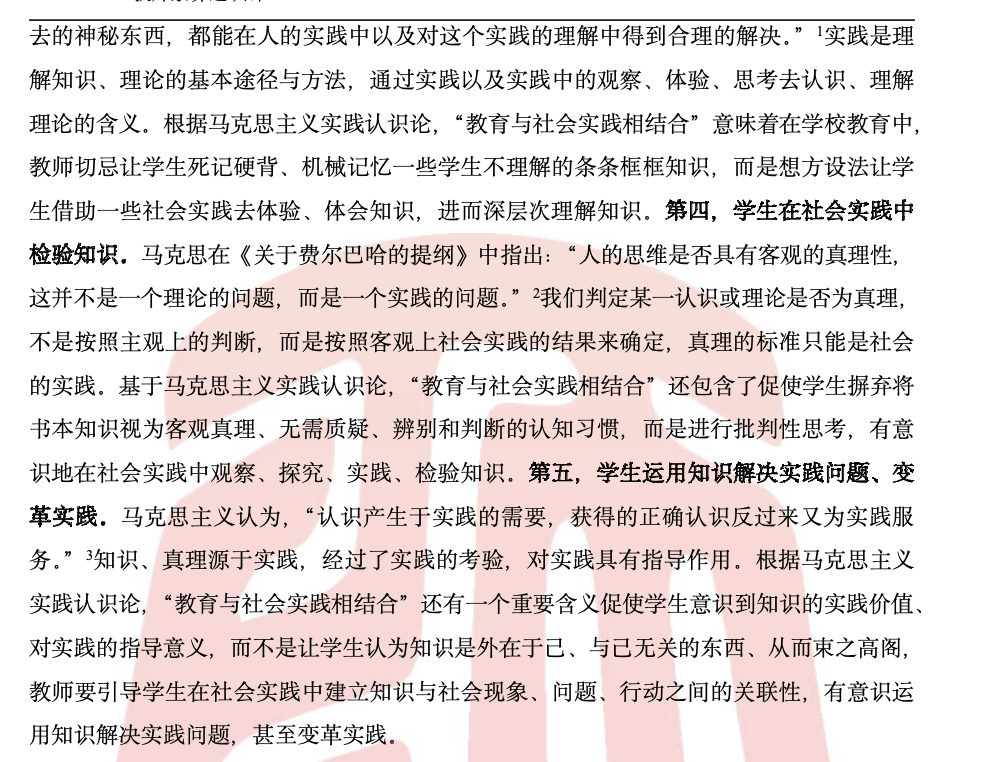 去的神秘东西，都能在人的实践中以及对这个实践的理解中得到合理的解决。” ¹实践是理
解知识、理论的基本途径与方法，通过实践以及实践中的观察、体验、思考去认识、理解
理论的含义。根据马克思主义实践认识论，“教育与社会实践相结合” 意味着在学校教育中，
教师切忌让学生死记硬背、机械记忆一些学生不理解的条条框框知识，而是想方设法让学
生借助一些社会实践去体验、体会知识，进而深层次理解知识。第四，学生在社会实践中
检验知识．马克思在《关于费尔巴哈的提纲》中指出：“人的思维是否具有客观的真理性，
这并不是一个理论的问题，而是一个实践的问题。” ²我们判定某一认识或理论是否为真理，
不是按照主观上的判断，而是按照客观上社会实践的结果来确定，真理的标准只能是社会
的实践。基于马克思主义实践认识论，“教育与社会实践相结合” 还包含了促使学生摒弃将
书本知识视为客观真理、无需质疑、辨别和判断的认知习惯，而是进行批判性思考，有意
识地在社会实践中观察、探究、实践、检验知识。第五，学生运用知识解决实践问题、变
革实践．马克思主义认为，“认识产生于实践的需要，获得的正确认识反过来又为实践服
务。” ³知识、真理源于实践，经过了实践的考验，对实践具有指导作用。根据马克思主义
实践认识论，“教育与社会实践相结合” 还有一个重要含义促使学生意识到知识的实践价值、
对实践的指导意义，而不是让学生认为知识是外在于己、与己无关的东西、从而束之高阁，
教师要引导学生在社会实践中建立知识与社会现象、问题、行动之间的关联性，有意识运
用知识解决实践问题，甚至变革实践。